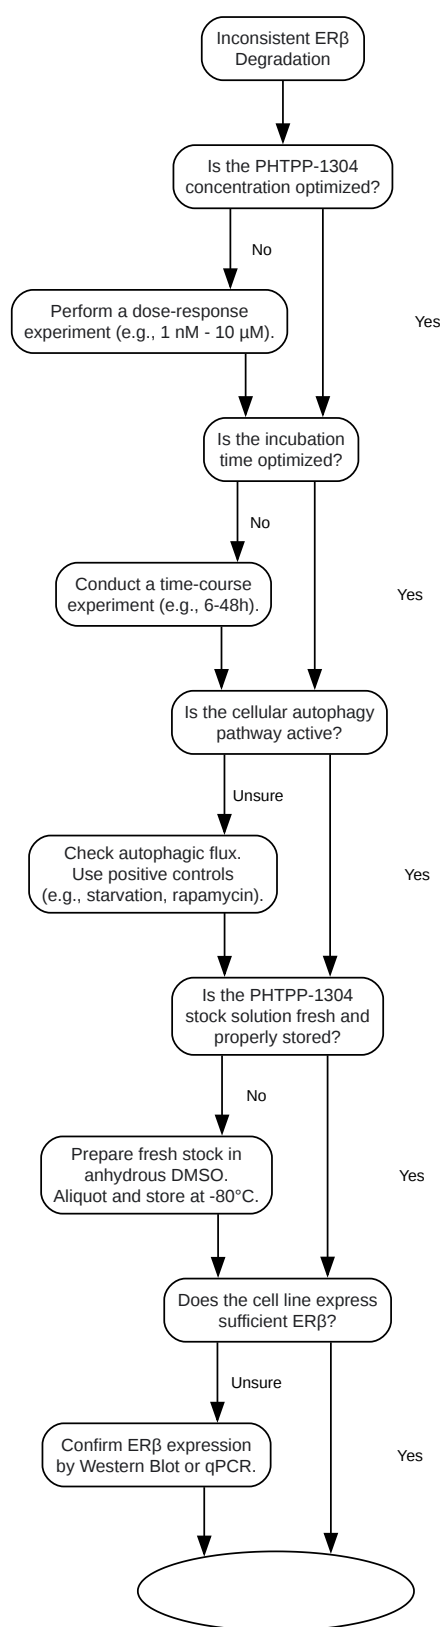 Inconsistent ERβ
Degradation
Is the PHTPP-1304
concentration optimized?
No
Yes
Perform a dose-response
experiment (e.g., 1 nM - 10 µM).
Is the incubation
time optimized?
No
Yes
Conduct a time-course
experiment (e.g., 6-48h).
Is the cellular autophagy
pathway active?
Unsure
Yes
Check autophagic flux.
Use positive controls
(e.g., starvation, rapamycin).
Is the PHTPP-1304
stock solution fresh and
properly stored?
No
Yes
Prepare fresh stock in
anhydrous DMSO.
Aliquot and store at -80°C.
Does the cell line express
sufficient ERβ?
Unsure
Yes
Confirm ERβ expression
by Western Blot or qPCR.